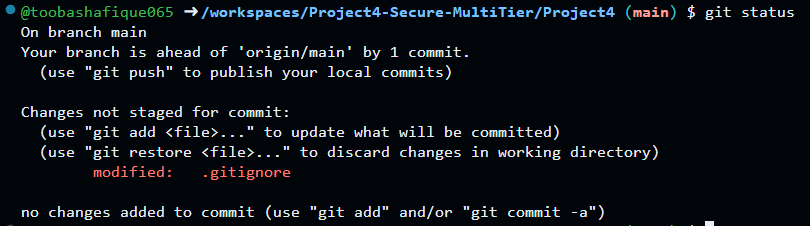 @toobashafique065 ➜ /workspaces/Project4-Secure-MultiTier/Project4 (main) $ git status
On branch main
Your branch is ahead of 'origin/main' by 1 commit.
  (use "git push" to publish your local commits)

Changes not staged for commit:
  (use "git add <file>..." to update what will be committed)
  (use "git restore <file>..." to discard changes in working directory)
        modified:   .gitignore

no changes added to commit (use "git add" and/or "git commit -a")